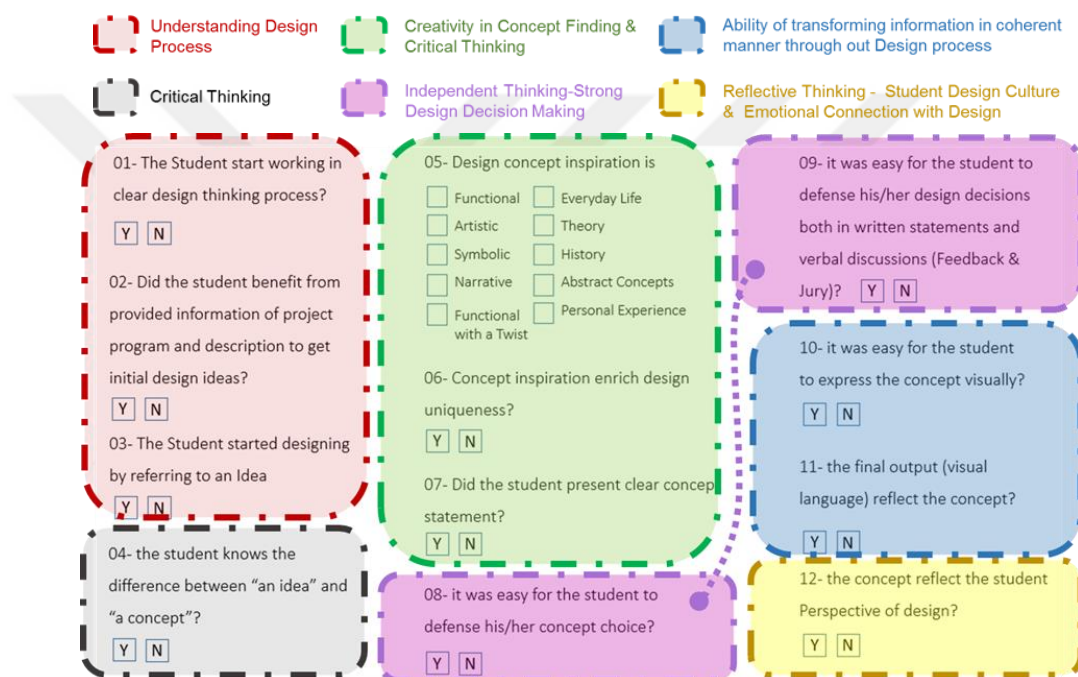 Understanding Design
Process
Creativity in Concept Finding &
Critical Thinking
Ability of transforming information in coherent
manner through out Design process
Critical Thinking
Independent Thinking-Strong
Design Decision Making
Reflective Thinking - Student Design Culture
& Emotional Connection with Design
01- The Student start working in
clear design thinking process?
Y N
02- Did the student benefit from
provided information of project
program and description to get
initial design ideas?
Y N
03- The Student started designing
by referring to an Idea
Y N
04- the student knows the
difference between “an idea” and
“a concept”?
Y N
05- Design concept inspiration is
Functional Everyday Life
Artistic Theory
Symbolic History
Narrative Abstract Concepts
Functional Personal Experience
with a Twist
06- Concept inspiration enrich design
uniqueness?
Y N
07- Did the student present clear concept
statement?
Y N
08- it was easy for the student to
defense his/her concept choice?
Y N
09- it was easy for the student to
defense his/her design decisions
both in written statements and
verbal discussions (Feedback &
Jury)? Y N
10- it was easy for the student
to express the concept visually?
Y N
11- the final output (visual
language) reflect the concept?
Y N
12- the concept reflect the student
Perspective of design?
Y N